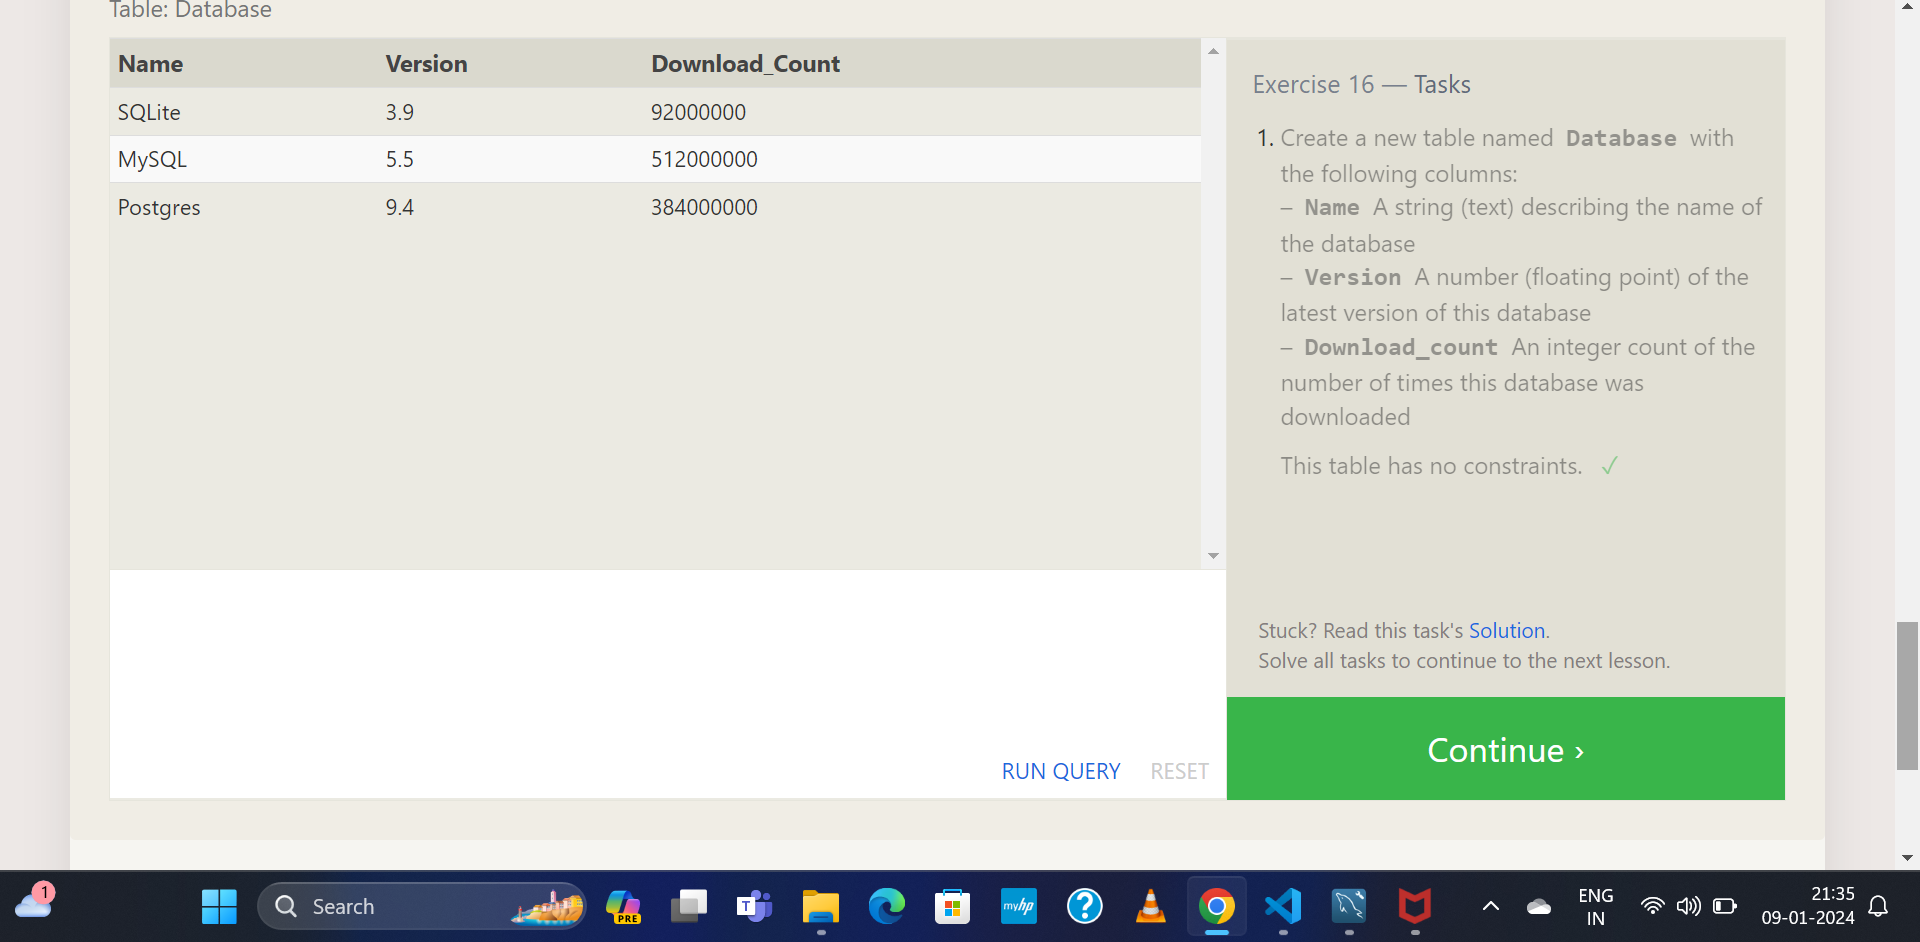 Table: Database
Name Version Download_Count
SQLite 3.9 92000000
MySQL 5.5 512000000
Postgres 9.4 384000000
RUN QUERY RESET
Exercise 16 — Tasks
1. Create a new table named Database with
the following columns:
– Name A string (text) describing the name of
the database
– Version A number (floating point) of the
latest version of this database
– Download_count An integer count of the
number of times this database was
downloaded
This table has no constraints. ✓
Stuck? Read this task's Solution.
Solve all tasks to continue to the next lesson.
Continue ›
1
Search
PRE
T
myhp
?
ENG
IN
21:35
09-01-2024